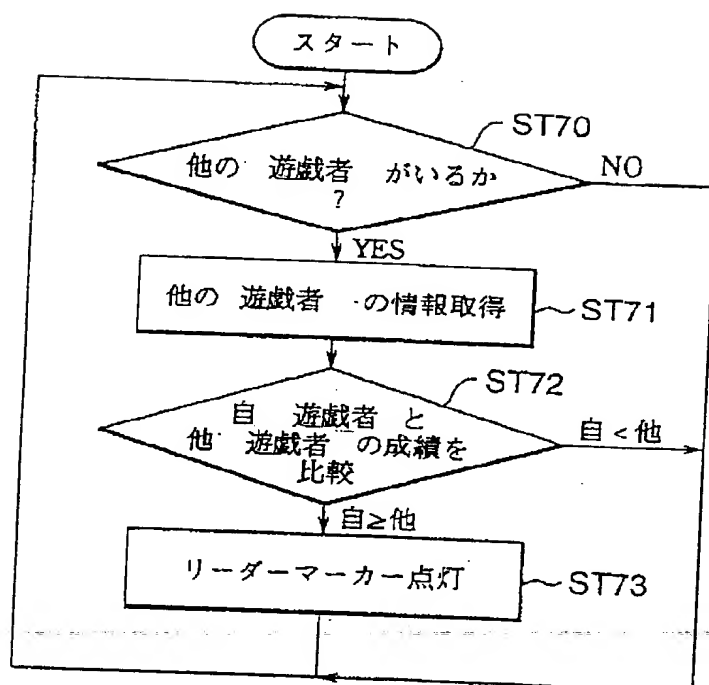 スタート
ST70
他の 遊戯者 がいるか
?
NO
YES
他の 遊戯者 の情報取得
ST71
ST72
自 遊戯者 と
他 遊戯者 の成績を
比較
自<他
自≥他
リーダーマーカー点灯
ST73